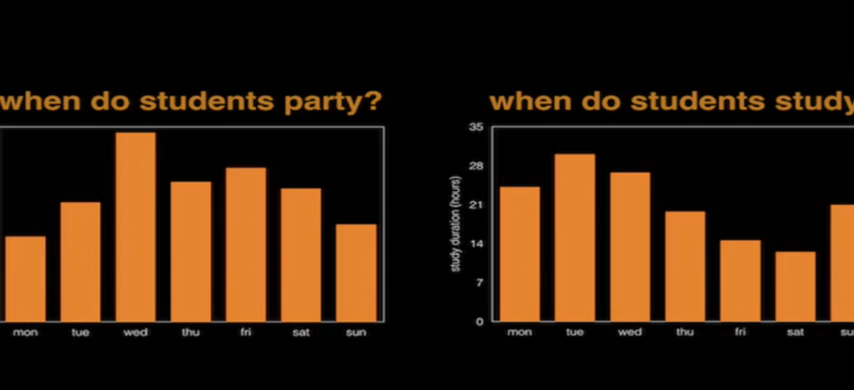 when do students party?
mon tue wed thu fri sat sun
when do students study
35
28
21
14
7
0
study duration (hours)
mon tue wed thu fri sat su